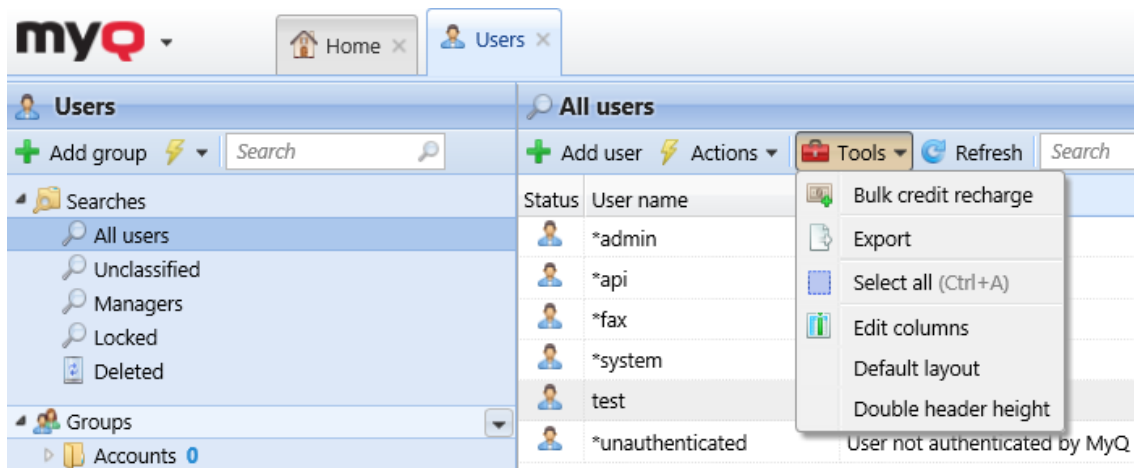 myQ
Home
Users
Users
All users
Add group
Search
Add user
Actions
Tools
Refresh
Search
Searches
All users
Unclassified
Managers
Locked
Deleted
Groups
Accounts 0
Status
User name
*admin
*api
*fax
*system
test
*unauthenticated
User not authenticated by MyQ
Bulk credit recharge
Export
Select all (Ctrl+A)
Edit columns
Default layout
Double header height